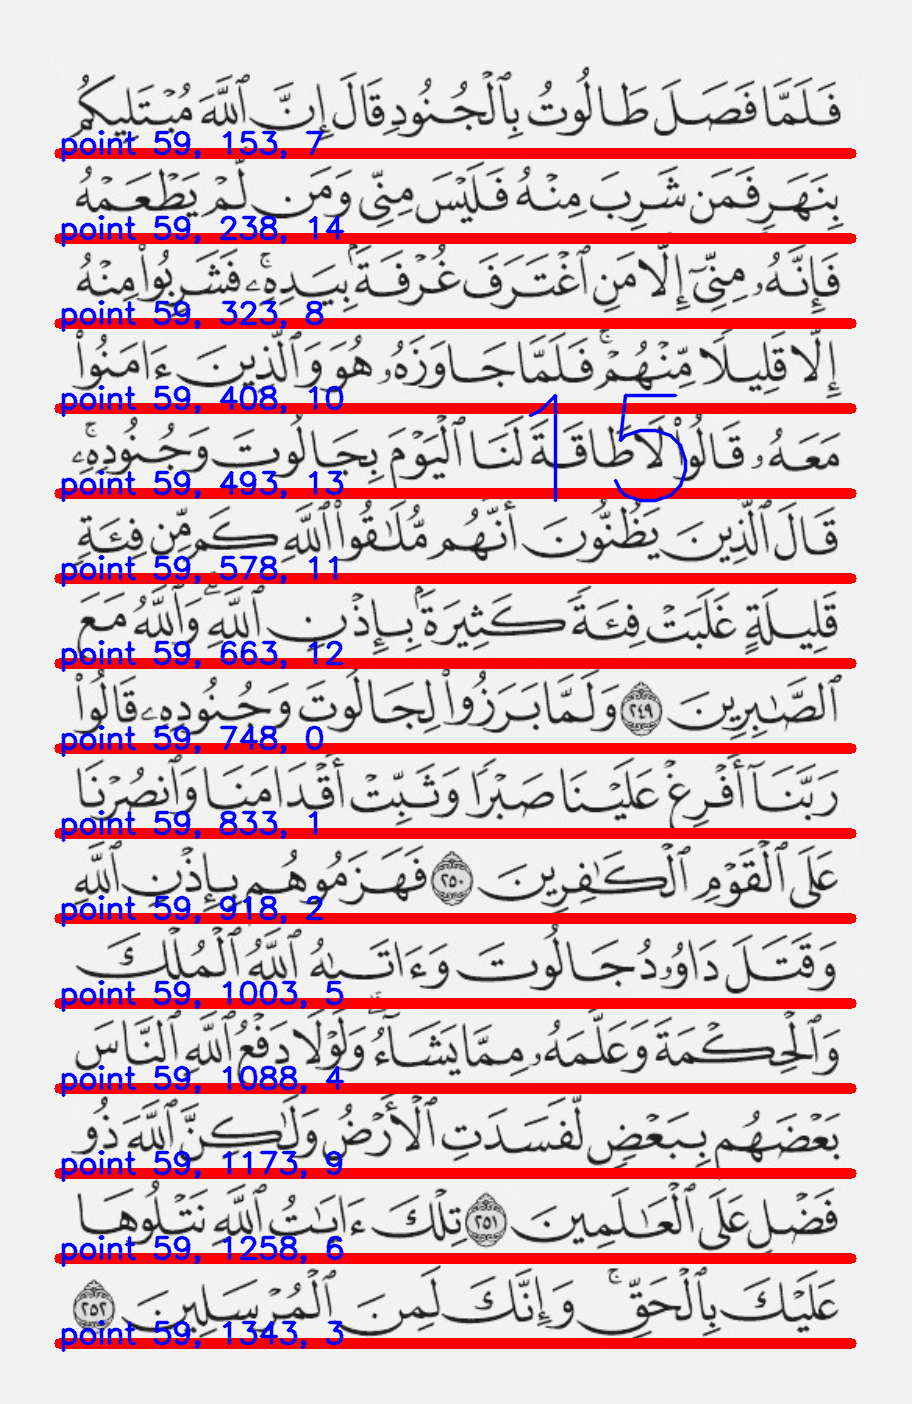 فَلَمَّا فَصَلَ طَالُوتُ بِٱلْجُنُودِ قَالَ إِنَّ ٱللَّهَ مُبْتَلِيكُم
point 59, 153, 7
بِنَهَرٍ فَمَن شَرِبَ مِنْهُ فَلَيْسَ مِنِّى وَمَن لَّمْ يَطْعَمْهُ
point 59, 238, 14
فَإِنَّهُۥ مِنِّىٓ إِلَّا مَنِ ٱغْتَرَفَ غُرْفَةًۢ بِيَدِهِۦۚ فَشَرِبُوا۟ مِنْهُ
point 59, 323, 8
إِلَّا قَلِيلًا مِّنْهُمْۚ فَلَمَّا جَاوَزَهُۥ هُوَ وَٱلَّذِينَ ءَامَنُوا۟
point 59, 408, 10
15
مَعَهُۥ قَالُوا۟ لَا طَاقَةَ لَنَا ٱلْيَوْمَ بِجَالُوتَ وَجُنُودِهِۦۚ
point 59, 493, 13
قَالَ ٱلَّذِينَ يَظُنُّونَ أَنَّهُم مُّلَٰقُوا۟ ٱللَّهِ كَم مِّن فِئَةٍ
point 59, 578, 11
قَلِيلَةٍ غَلَبَتْ فِئَةً كَثِيرَةًۢ بِإِذْنِ ٱللَّهِۗ وَٱللَّهُ مَعَ
point 59, 663, 12
ٱلصَّٰبِرِينَ ٢٤٩ وَلَمَّا بَرَزُوا۟ لِجَالُوتَ وَجُنُودِهِۦ قَالُوا۟
point 59, 748, 0
رَبَّنَآ أَفْرِغْ عَلَيْنَا صَبْرًا وَثَبِّتْ أَقْدَامَنَا وَٱنصُرْنَا
point 59, 833, 1
عَلَى ٱلْقَوْمِ ٱلْكَٰفِرِينَ ٢٥٠ فَهَزَمُوهُم بِإِذْنِ ٱللَّهِ
point 59, 918, 2
وَقَتَلَ دَاوُۥدُ جَالُوتَ وَءَاتَىٰهُ ٱللَّهُ ٱلْمُلْكَ
point 59, 1003, 5
وَٱلْحِكْمَةَ وَعَلَّمَهُۥ مِمَّا يَشَآءُۗ وَلَوْلَا دَفْعُ ٱللَّهِ ٱلنَّاسَ
point 59, 1088, 4
بَعْضَهُم بِبَعْضٍ لَّفَسَدَتِ ٱلْأَرْضُ وَلَٰكِنَّ ٱللَّهَ ذُو
point 59, 1173, 9
فَضْلٍ عَلَى ٱلْعَٰلَمِينَ ٢٥١ تِلْكَ ءَايَٰتُ ٱللَّهِ نَتْلُوهَا
point 59, 1258, 6
عَلَيْكَ بِٱلْحَقِّۚ وَإِنَّكَ لَمِنَ ٱلْمُرْسَلِينَ ٢٥٢
point 59, 1343, 3